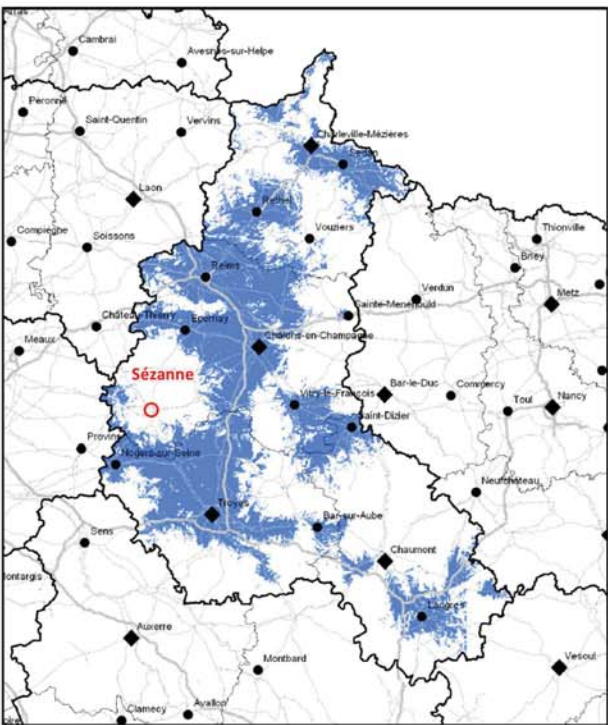 Cambrai
Avesnes-sur-Helpe
Péronne
Saint-Quentin
Vervins
Charleville-Mézières
Sedan
Laon
Rethel
Compiègne
Soissons
Vouziers
Thionville
Briey
Reims
Verdun
Metz
Sainte-Menehould
Château-Thierry
Epernay
Châlons-en-Champagne
Meaux
Sézanne
Vitry-le-François
Bar-le-Duc
Commercy
Toul
Nancy
Saint-Dizier
Provins
Nogent-sur-Seine
Neufchâteau
Troyes
Bar-sur-Aube
Sens
Chaumont
Montargis
Langres
Auxerre
Montbard
Vesoul
Clamecy
Avallon